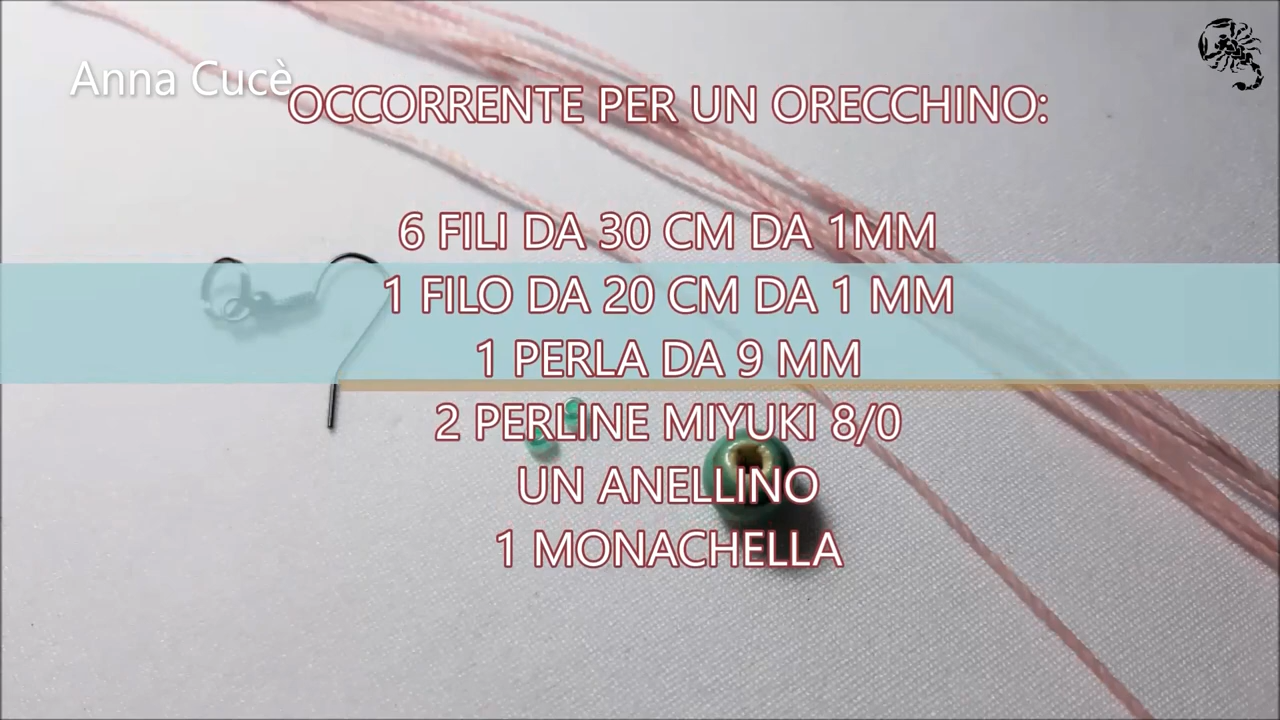 Anna Cucè
OCCORRENTE PER UN ORECCHINO:
6 FILI DA 30 CM DA 1MM
1 FILO DA 20 CM DA 1 MM
1 PERLA DA 9 MM
2 PERLINE MIYUKI 8/0
UN ANELLINO
1 MONACHELLA